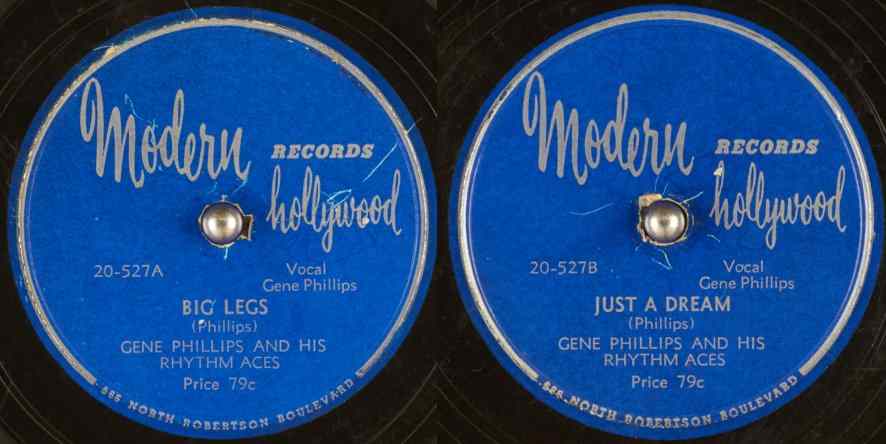 Modern RECORDS
hollywood
20-527A
Vocal
Gene Phillips
BIG LEGS
(Phillips)
GENE PHILLIPS AND HIS
RHYTHM ACES
Price 79c
686 NORTH ROBERTSON BOULEVARD
Modern RECORDS
hollywood
20-527B
Vocal
Gene Phillips
JUST A DREAM
(Phillips)
GENE PHILLIPS AND HIS
RHYTHM ACES
Price 79c
686 NORTH ROBERTSON BOULEVARD